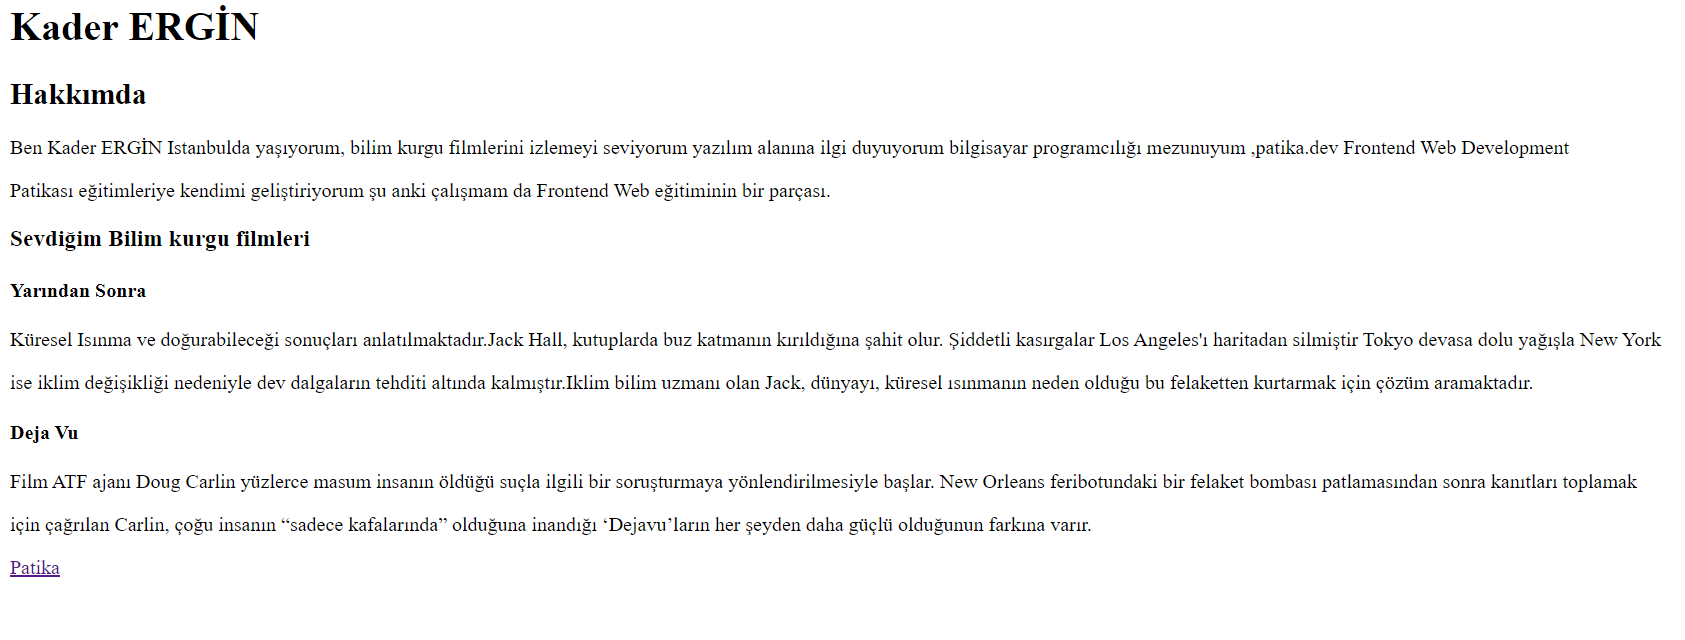 Kader ERGİN
Hakkımda
Ben Kader ERGİN Istanbulda yaşıyorum, bilim kurgu filmlerini izlemeyi seviyorum yazılım alanına ilgi duyuyorum bilgisayar programcılığı mezunuyum ,patika.dev Frontend Web Development
Patikası eğitimleriye kendimi geliştiriyorum şu anki çalışmam da Frontend Web eğitiminin bir parçası.
Sevdiğim Bilim kurgu filmleri
Yarından Sonra
Küresel Isınma ve doğurabileceği sonuçları anlatılmaktadır.Jack Hall, kutuplarda buz katmanın kırıldığına şahit olur. Şiddetli kasırgalar Los Angeles'ı haritadan silmiştir Tokyo devasa dolu yağışla New York
ise iklim değişikliği nedeniyle dev dalgaların tehditi altında kalmıştır.Iklim bilim uzmanı olan Jack, dünyayı, küresel ısınmanın neden olduğu bu felaketten kurtarmak için çözüm aramaktadır.
Deja Vu
Film ATF ajanı Doug Carlin yüzlerce masum insanın öldüğü suçla ilgili bir soruşturmaya yönlendirilmesiyle başlar. New Orleans feribotundaki bir felaket bombası patlamasından sonra kanıtları toplamak
için çağrılan Carlin, çoğu insanın “sadece kafalarında” olduğuna inandığı ‘Dejavu’ların her şeyden daha güçlü olduğunun farkına varır.
Patika